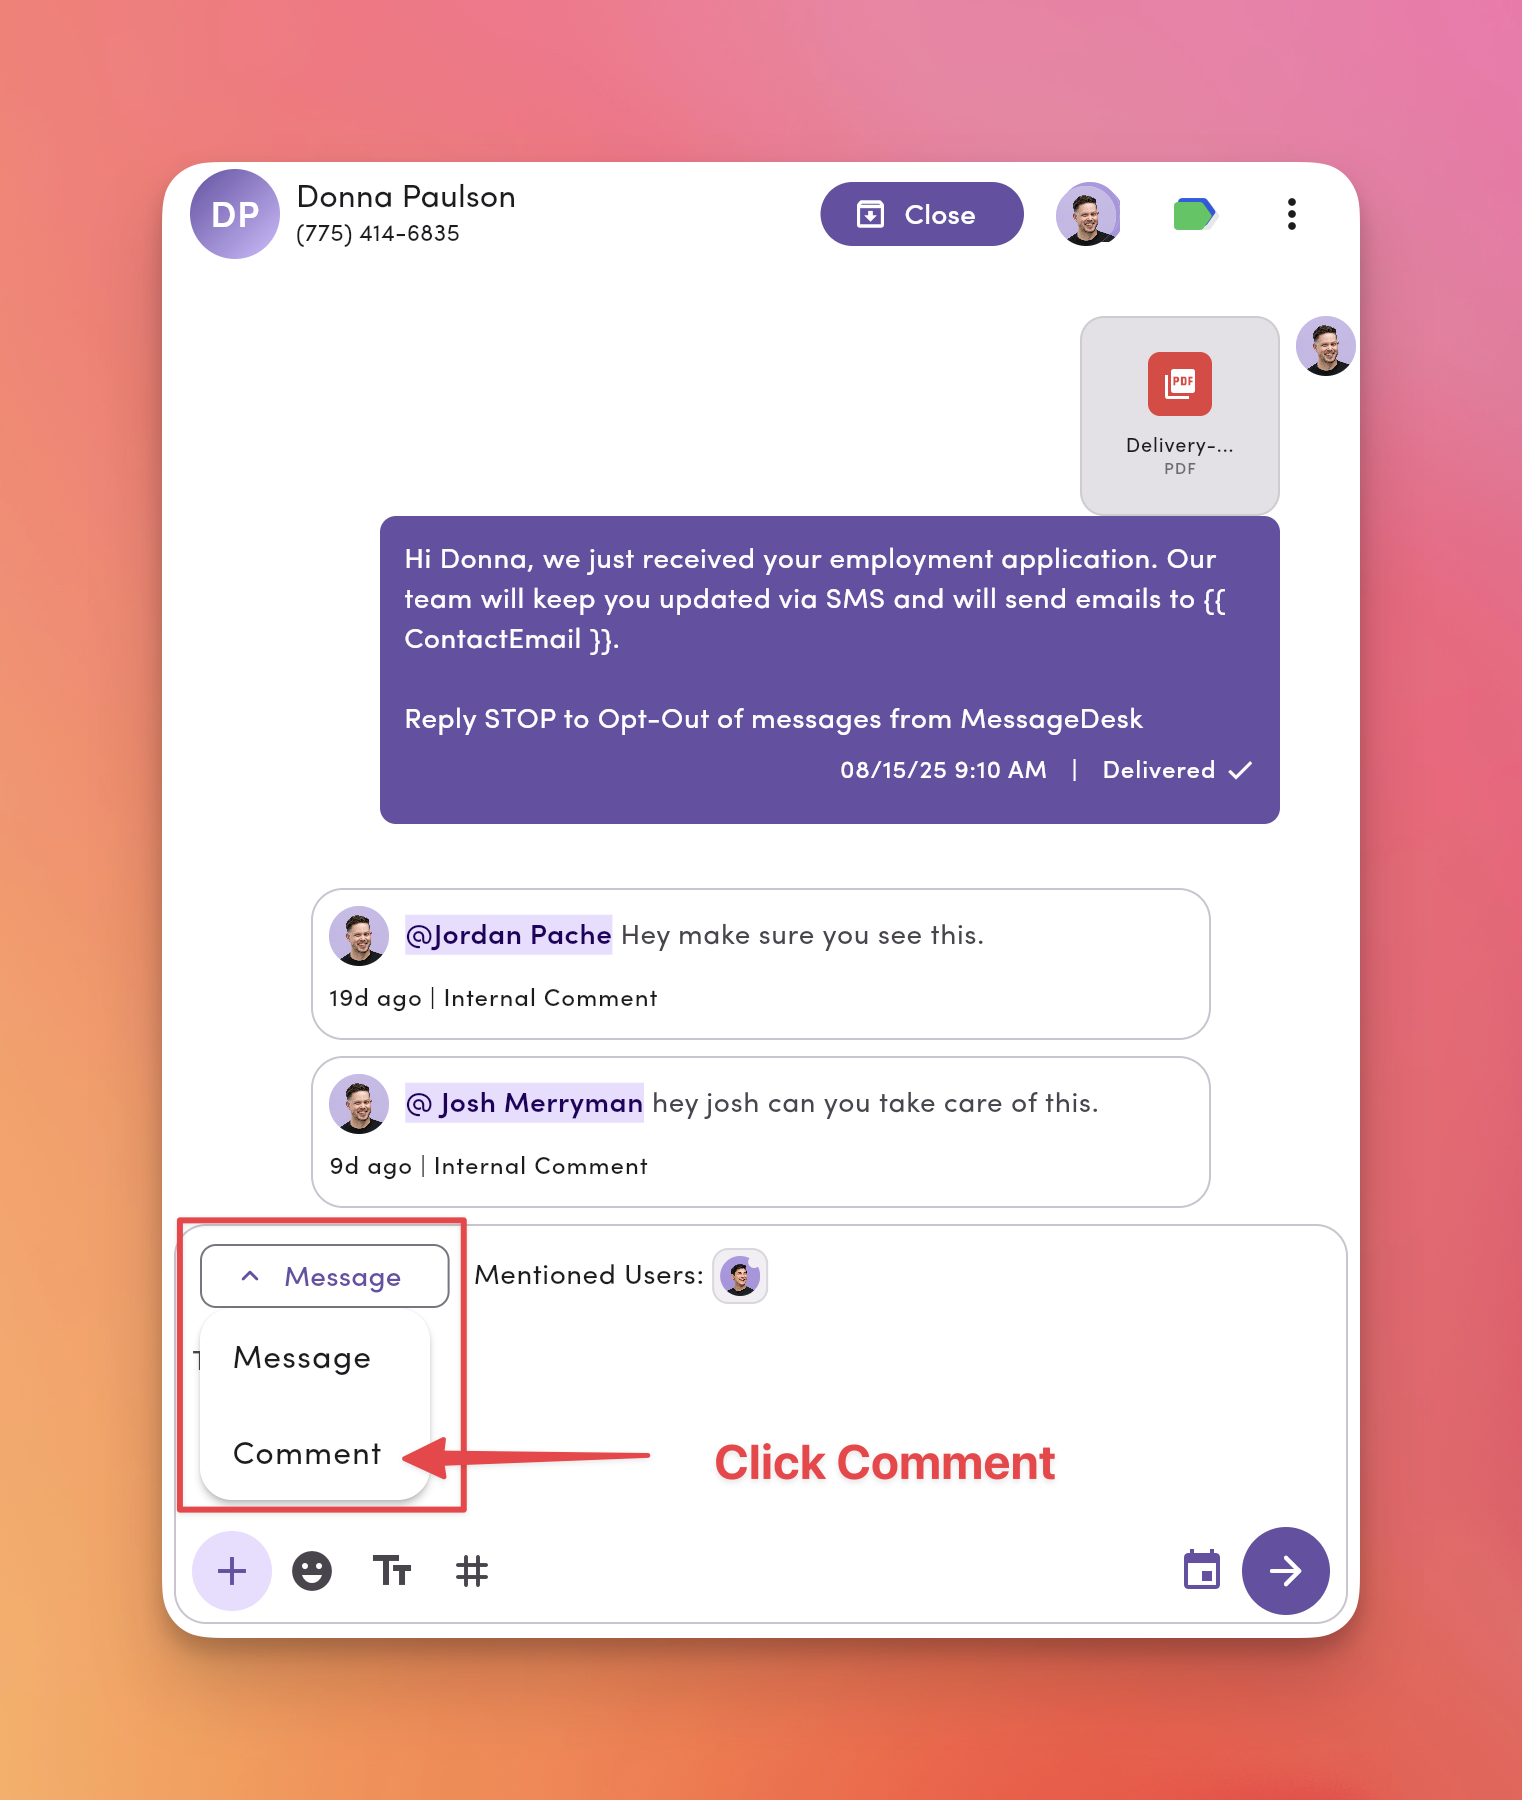 DP
Donna Paulson
(775) 414-6835
Close
PDF
Delivery-...
PDF
Hi Donna, we just received your employment application. Our
team will keep you updated via SMS and will send emails to {{
ContactEmail }}.
Reply STOP to Opt-Out of messages from MessageDesk
08/15/25 9:10 AM | Delivered
@Jordan Pache Hey make sure you see this.
19d ago | Internal Comment
@ Josh Merryman hey josh can you take care of this.
9d ago | Internal Comment
Message
Mentioned Users:
Message
Comment
Click Comment